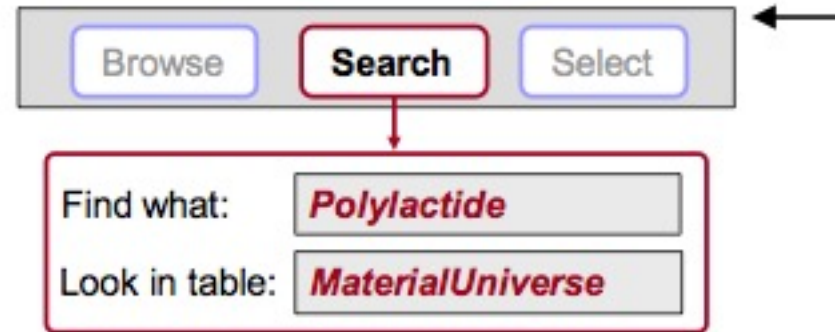 Browse Search Select
Find what: Polylactide
Look in table: MaterialUniverse